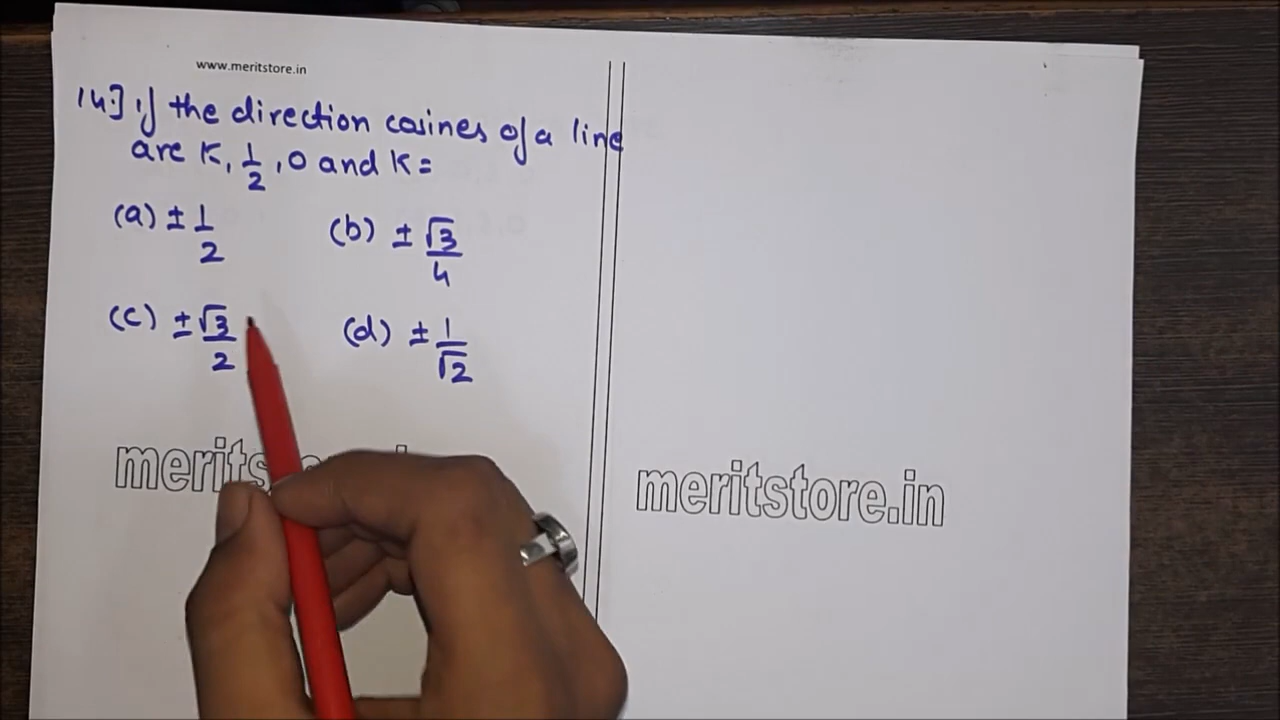 www.meritstore.in
14.] if the direction cosines of a line
are K, 1/2, 0 and K =
(a) ± 1/2 (b) ± √3/4
(c) ± √3/2 (d) ± 1/√2
meritstore.in